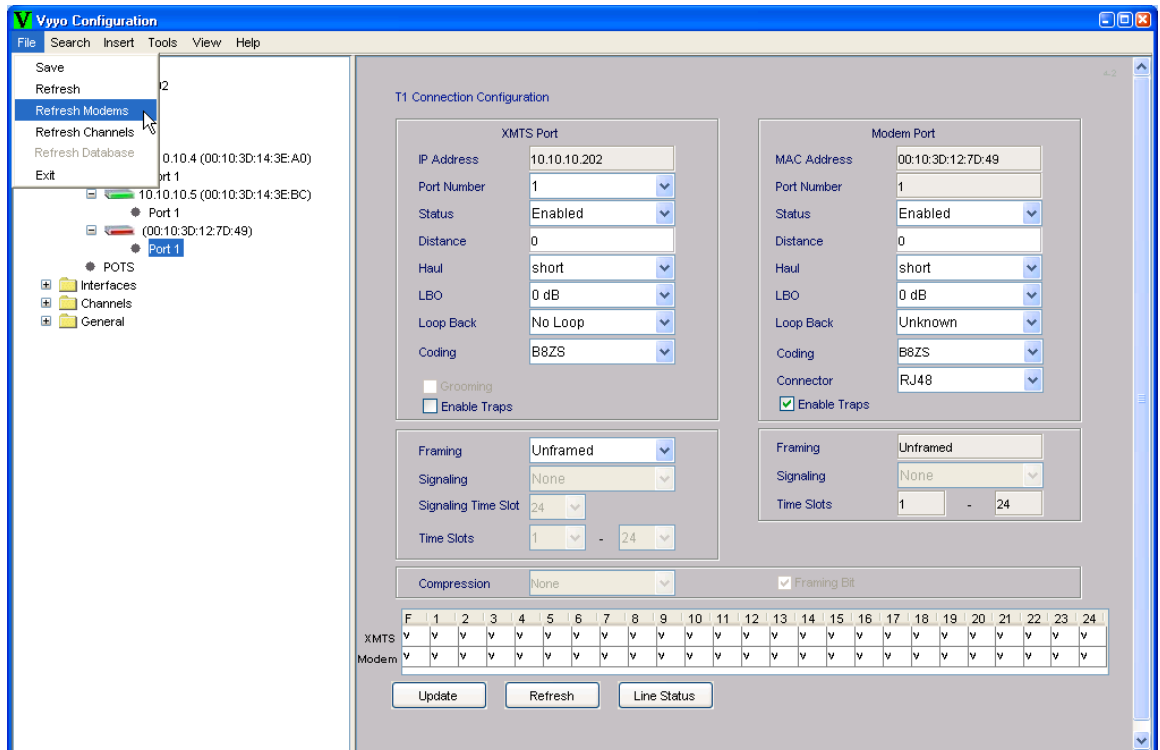 V Vyyo Configuration
File Search Insert Tools View Help
Save
Refresh
Refresh Modems
Refresh Channels
Refresh Database
Exit
02
0.10.4 (00:10:3D:14:3E:A0)
ort 1
10.10.10.5 (00:10:3D:14:3E:BC)
Port 1
(00:10:3D:12:7D:49)
Port 1
POTS
Interfaces
Channels
General
4-2
T1 Connection Configuration
XMTS Port
IP Address 10.10.10.202
Port Number 1
Status Enabled
Distance 0
Haul short
LBO 0 dB
Loop Back No Loop
Coding B8ZS
Grooming
Enable Traps
Modem Port
MAC Address 00:10:3D:12:7D:49
Port Number 1
Status Enabled
Distance 0
Haul short
LBO 0 dB
Loop Back Unknown
Coding B8ZS
Connector RJ48
Enable Traps
Framing Unframed
Signaling None
Signaling Time Slot 24
Time Slots 1 - 24
Framing Unframed
Signaling None
Time Slots 1 - 24
Compression None Framing Bit
F 1 2 3 4 5 6 7 8 9 10 11 12 13 14 15 16 17 18 19 20 21 22 23 24
XMTS v v v v v v v v v v v v v v v v v v v v v v v v v
Modem v v v v v v v v v v v v v v v v v v v v v v v v v
Update Refresh Line Status